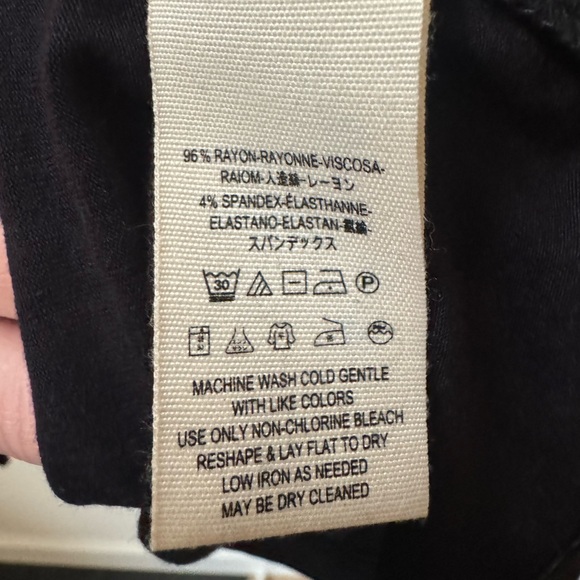 96% RAYON-RAYONNE-VISCOSA-
RAIOM-人造絲-レーヨン
4% SPANDEX-ÉLASTHANNE-
ELASTANO-ELASTAN-
スパンデックス
30
P
MACHINE WASH COLD GENTLE
WITH LIKE COLORS
USE ONLY NON-CHLORINE BLEACH
RESHAPE & LAY FLAT TO DRY
LOW IRON AS NEEDED
MAY BE DRY CLEANED